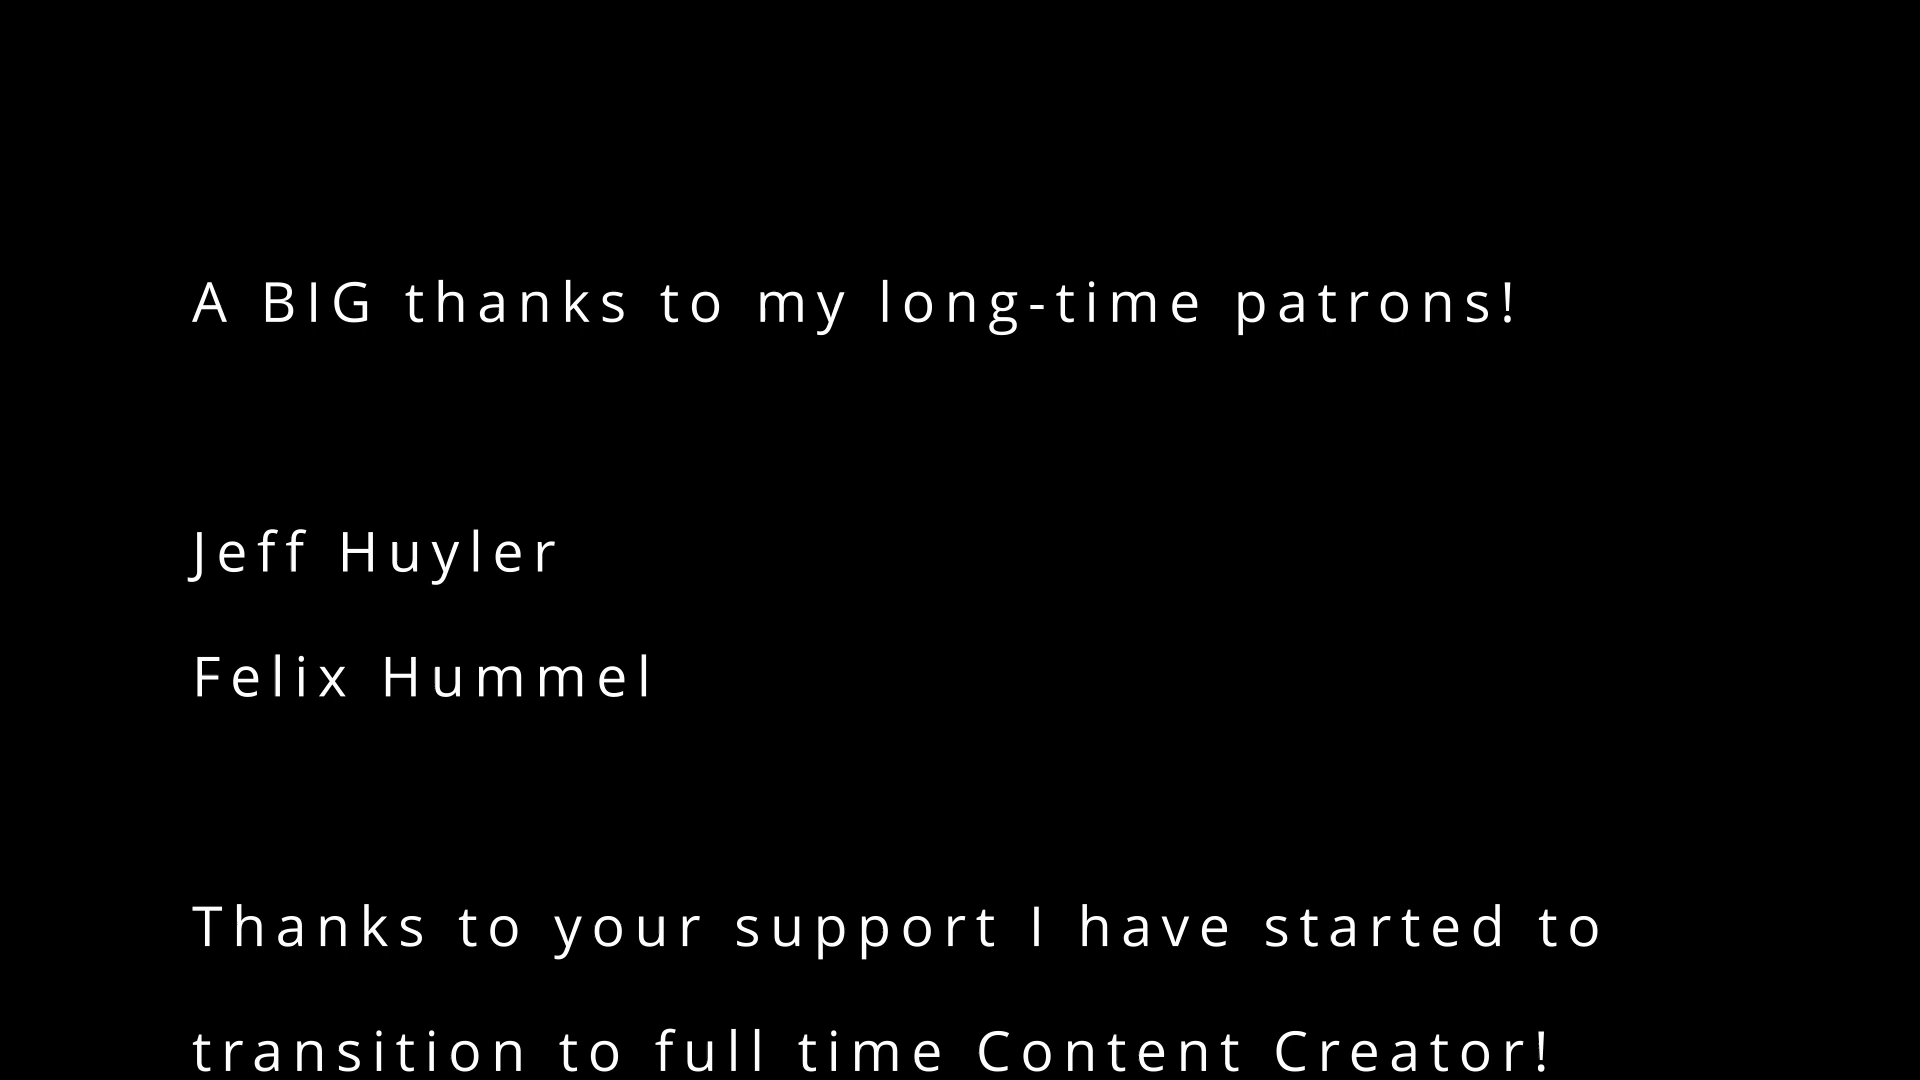 A BIG thanks to my long-time patrons!
Jeff Huyler
Felix Hummel
Thanks to your support I have started to
transition to full time Content Creator!